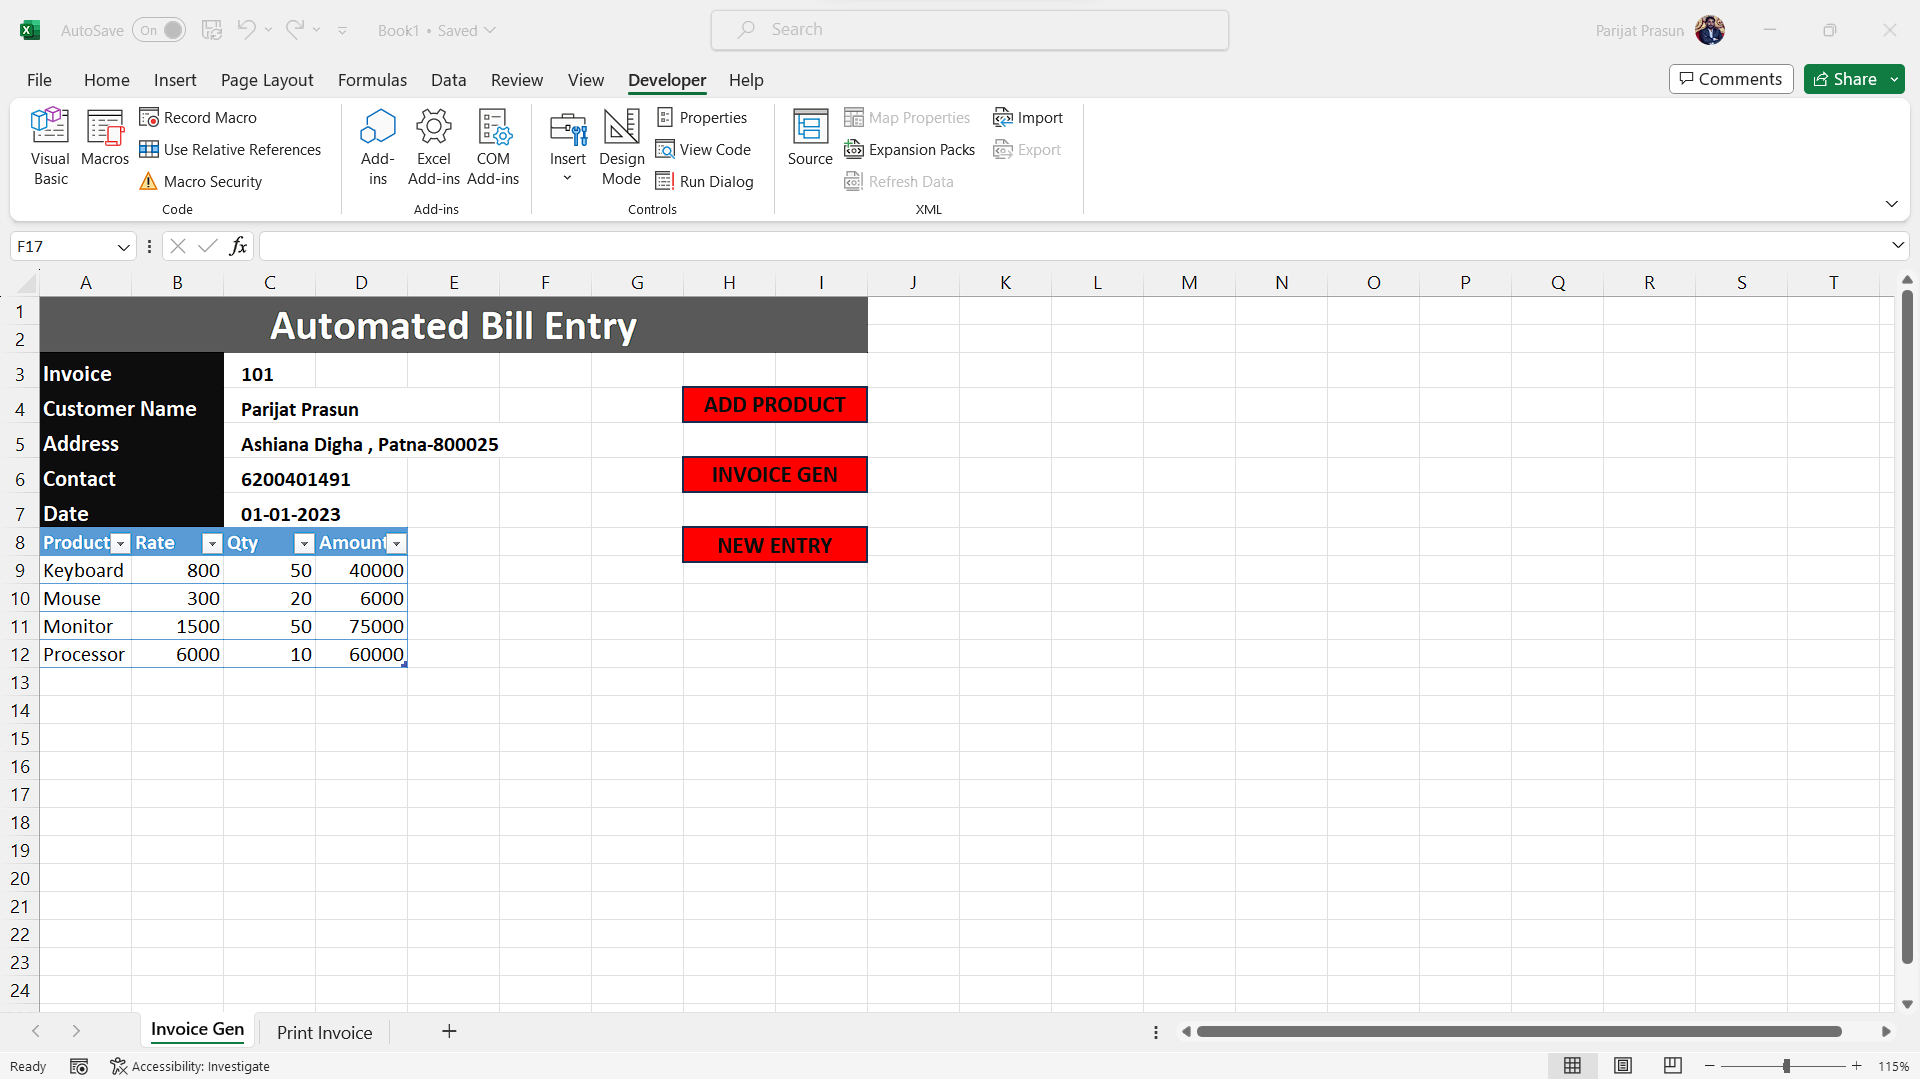 AutoSave On Book1 • Saved Search Parijat Prasun
File Home Insert Page Layout Formulas Data Review View Developer Help Comments Share
Visual Basic
Macros
Record Macro
Use Relative References
Macro Security
Code
Add-ins
Excel Add-ins
COM Add-ins
Add-ins
Insert
Design Mode
Properties
View Code
Run Dialog
Controls
Source
Map Properties
Expansion Packs
Refresh Data
Import
Export
XML
F17 fx
A B C D E F G H I J K L M N O P Q R S T
1 Automated Bill Entry
2
3 Invoice 101
4 Customer Name Parijat Prasun ADD PRODUCT
5 Address Ashiana Digha , Patna-800025
6 Contact 6200401491 INVOICE GEN
7 Date 01-01-2023
8 Product Rate Qty Amount NEW ENTRY
9 Keyboard 800 50 40000
10 Mouse 300 20 6000
11 Monitor 1500 50 75000
12 Processor 6000 10 60000
13
14
15
16
17
18
19
20
21
22
23
24
Invoice Gen Print Invoice
Ready Accessibility: Investigate 115%